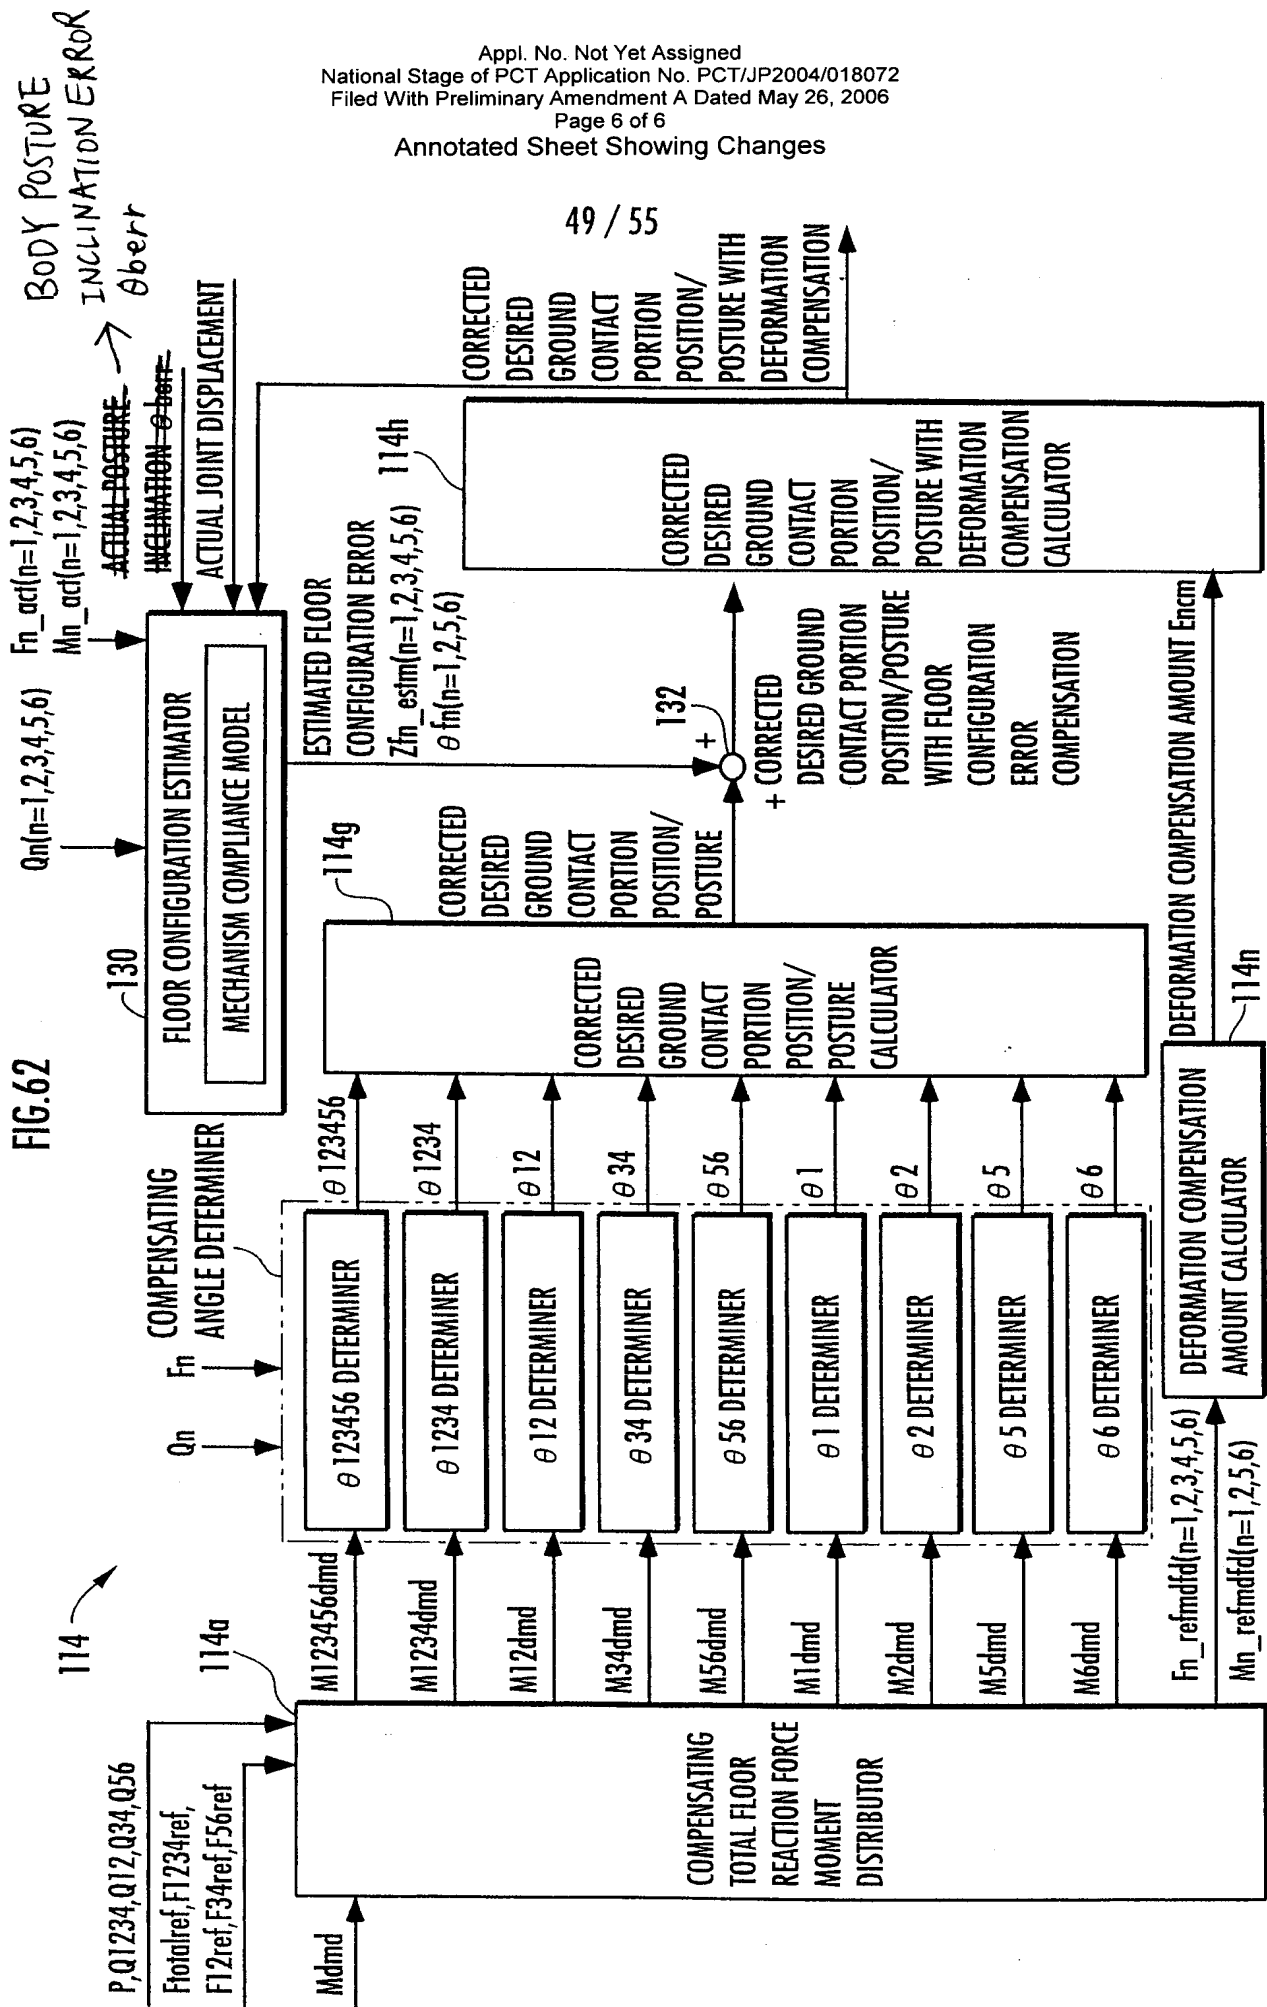 Appl. No. Not Yet Assigned
National Stage of PCT Application No. PCT/JP2004/018072
Filed With Preliminary Amendment A Dated May 26, 2006
Page 6 of 6
Annotated Sheet Showing Changes
49 / 55
FIG.62
114
P,Q1234,Q12,Q34,Q56
Ftotalref,F1234ref,
F12ref,F34ref,F56ref
Mdmd
114a
COMPENSATING
TOTAL FLOOR
REACTION FORCE
MOMENT
DISTRIBUTOR
M123456dmd
M1234dmd
M12dmd
M34dmd
M56dmd
M1dmd
M2dmd
M5dmd
M6dmd
Fn_refmdfd(n=1,2,3,4,5,6)
Mn_refmdfd(n=1,2,5,6)
Qn
Fn
COMPENSATING
ANGLE DETERMINER
θ123456 DETERMINER
θ1234 DETERMINER
θ12 DETERMINER
θ34 DETERMINER
θ56 DETERMINER
θ1 DETERMINER
θ2 DETERMINER
θ5 DETERMINER
θ6 DETERMINER
DEFORMATION COMPENSATION
AMOUNT CALCULATOR
114n
θ123456
θ1234
θ12
θ34
θ56
θ1
θ2
θ5
θ6
CORRECTED
DESIRED
GROUND
CONTACT
PORTION
POSITION/
POSTURE
CALCULATOR
114g
CORRECTED
DESIRED
GROUND
CONTACT
PORTION
POSITION/
POSTURE
130
FLOOR CONFIGURATION ESTIMATOR
MECHANISM COMPLIANCE MODEL
Qn(n=1,2,3,4,5,6)
Fn_act(n=1,2,3,4,5,6)
Mn_act(n=1,2,3,4,5,6)
ACTUAL POSTURE
INCLINATION θberr
BODY POSTURE
INCLINATION ERROR
θberr
ACTUAL JOINT DISPLACEMENT
ESTIMATED FLOOR
CONFIGURATION ERROR
Zfn_estm(n=1,2,3,4,5,6)
θfn(n=1,2,5,6)
132
+
+
CORRECTED
DESIRED GROUND
CONTACT PORTION
POSITION/POSTURE
WITH FLOOR
CONFIGURATION
ERROR
COMPENSATION
DEFORMATION COMPENSATION AMOUNT Encm
114h
CORRECTED
DESIRED
GROUND
CONTACT
PORTION
POSITION/
POSTURE WITH
DEFORMATION
COMPENSATION
CALCULATOR
CORRECTED
DESIRED
GROUND
CONTACT
PORTION
POSITION/
POSTURE WITH
DEFORMATION
COMPENSATION